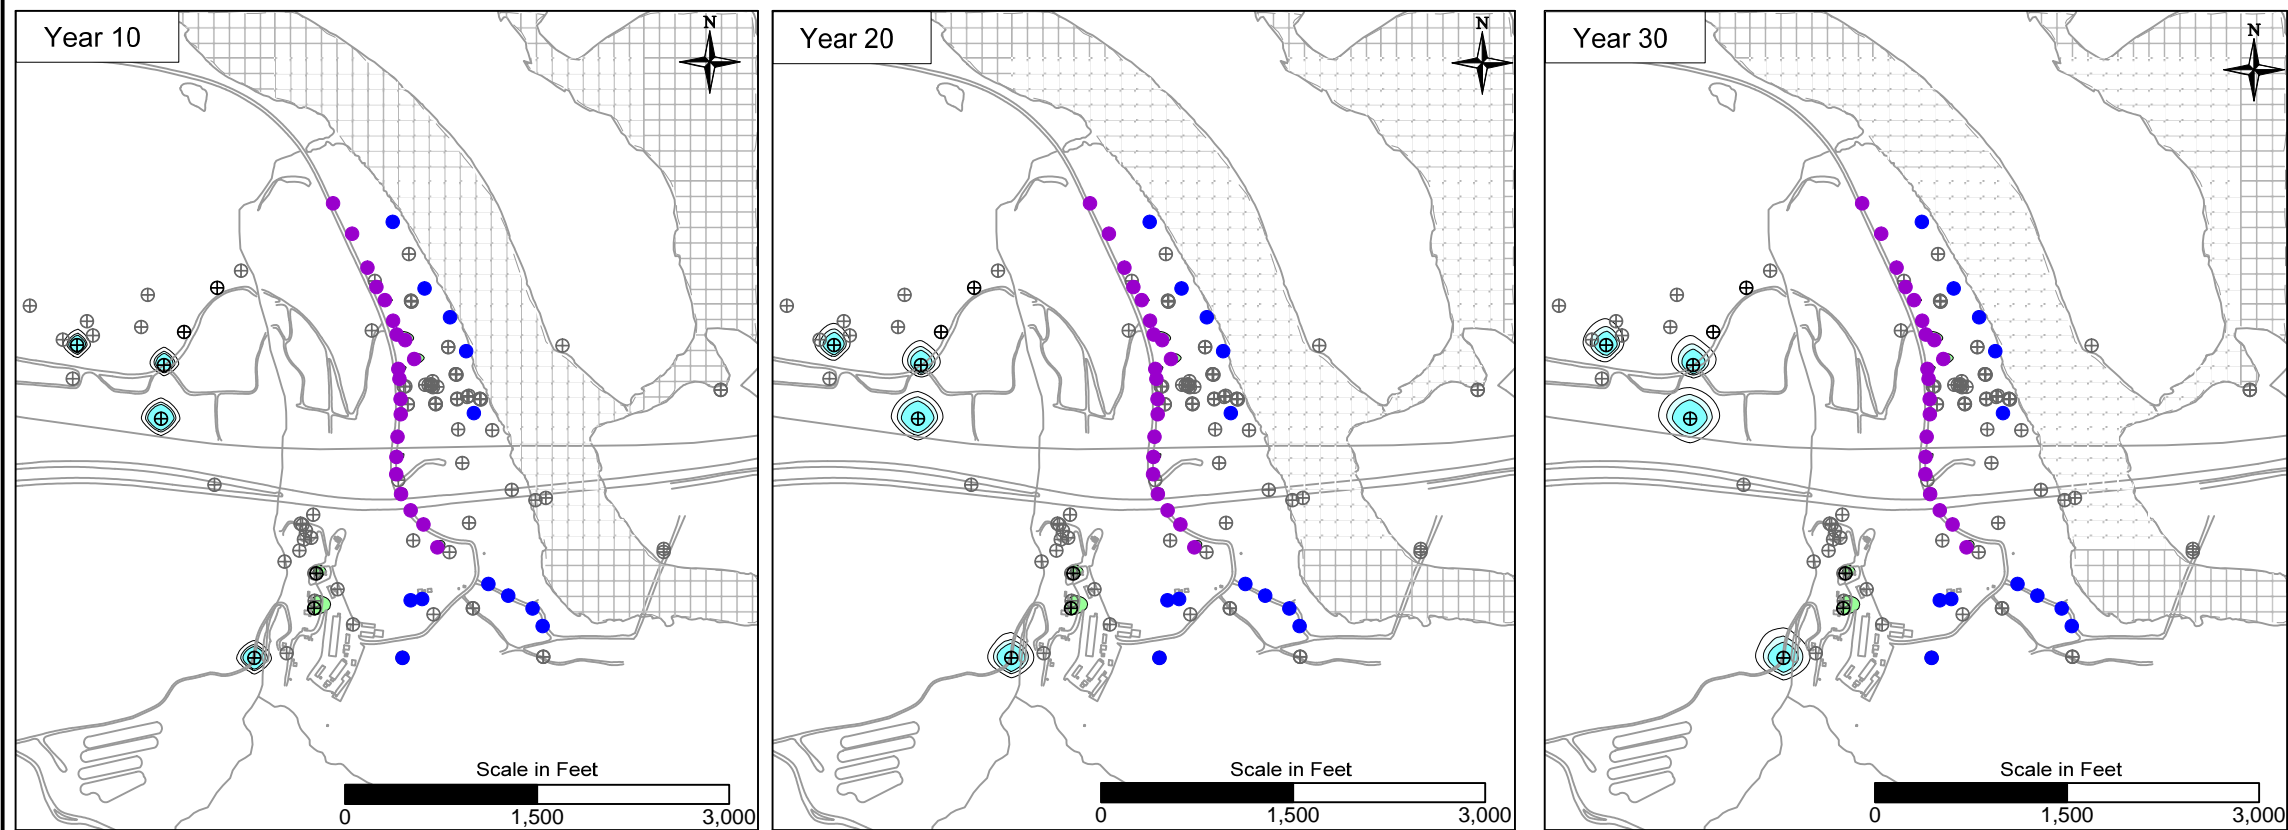 Year 10
N
Scale in Feet
0 1,500 3,000
Year 20
N
Scale in Feet
0 1,500 3,000
Year 30
N
Scale in Feet
0 1,500 3,000